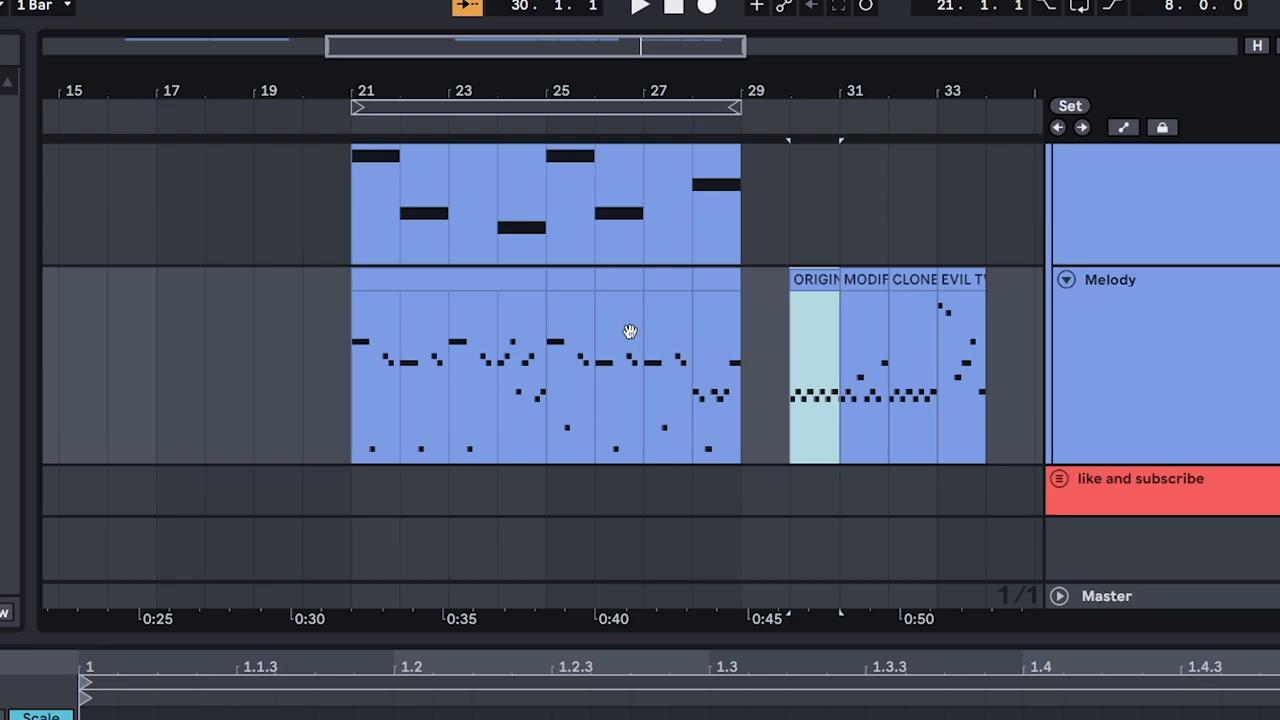 1 Bar 30. 1. 1 21. 1. 1 8. 0. 0
H
15 17 19 21 23 25 27 29 31 33
Set
ORIGIN MODIF CLONE EVIL T
Melody
like and subscribe
1/1
Master
w
0:25 0:30 0:35 0:40 0:45 0:50
1 1.1.3 1.2 1.2.3 1.3 1.3.3 1.4 1.4.3
Scale